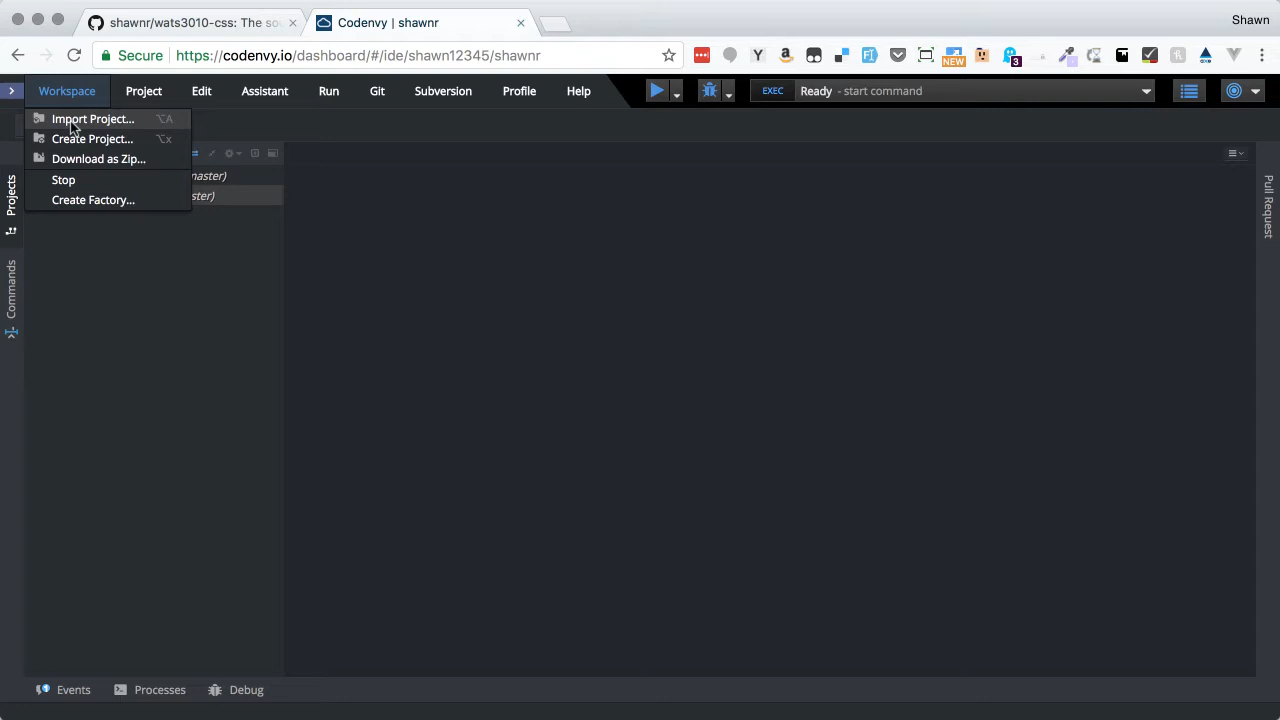 shawnr/wats3010-css: The so
Codenvy | shawnr
Shawn
Secure
https://codenvy.io/dashboard/#/ide/shawn12345/shawnr
NEW
3
Workspace
Project
Edit
Assistant
Run
Git
Subversion
Profile
Help
EXEC
Ready - start command
Import Project... ⌥A
Create Project... ⌥x
Download as Zip...
Stop
Create Factory...
master)
ster)
Projects
Commands
Pull Request
Events
Processes
Debug